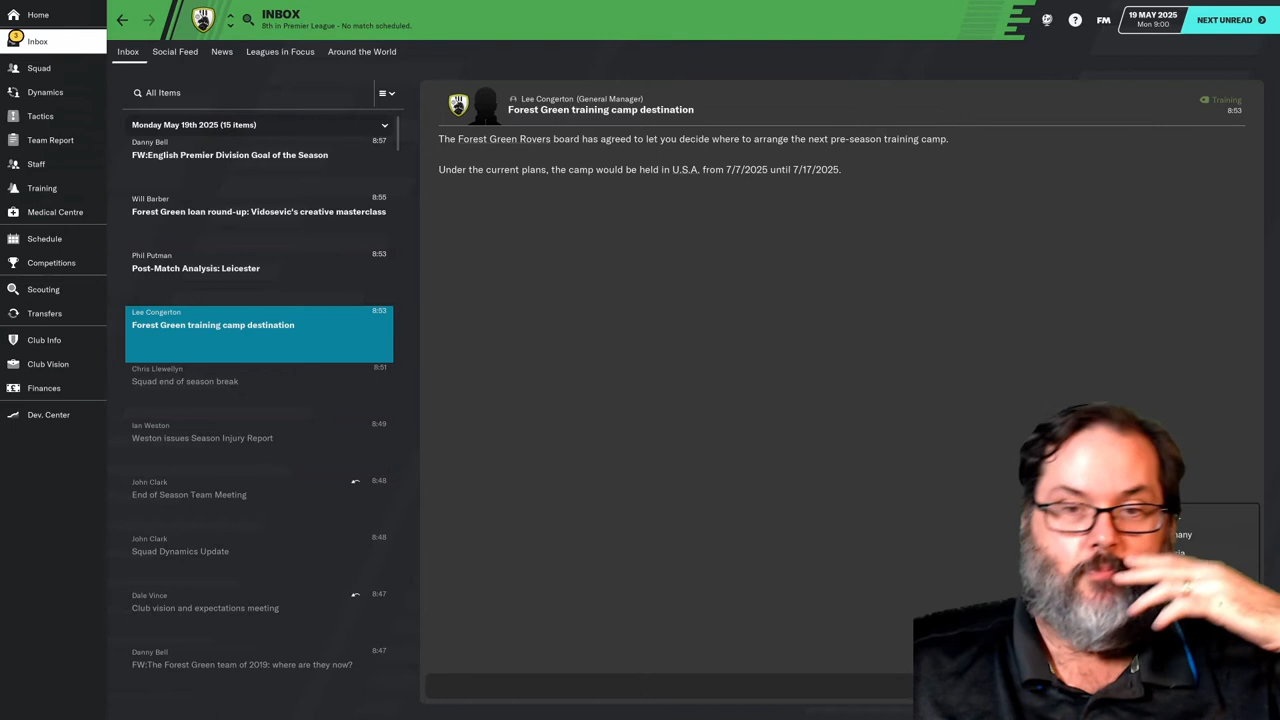 Home
Inbox
3
Squad
Dynamics
Tactics
Team Report
Staff
Training
Medical Centre
Schedule
Competitions
Scouting
Transfers
Club Info
Club Vision
Finances
Dev. Center
INBOX
8th in Premier League - No match scheduled.
FM
19 MAY 2025
Mon 9:00
NEXT UNREAD
Inbox
Social Feed
News
Leagues in Focus
Around the World
All Items
Monday May 19th 2025 (15 items)
Danny Bell
8:57
FW:English Premier Division Goal of the Season
Will Barber
8:55
Forest Green loan round-up: Vidosevic's creative masterclass
Phil Putman
8:53
Post-Match Analysis: Leicester
Lee Congerton
8:53
Forest Green training camp destination
Chris Llewellyn
8:51
Squad end of season break
Ian Weston
8:49
Weston issues Season Injury Report
John Clark
8:48
End of Season Team Meeting
John Clark
8:48
Squad Dynamics Update
Dale Vince
8:47
Club vision and expectations meeting
Danny Bell
8:47
FW:The Forest Green team of 2019: where are they now?
Lee Congerton (General Manager)
Forest Green training camp destination
Training
8:53
The Forest Green Rovers board has agreed to let you decide where to arrange the next pre-season training camp.
Under the current plans, the camp would be held in U.S.A. from 7/7/2025 until 7/17/2025.